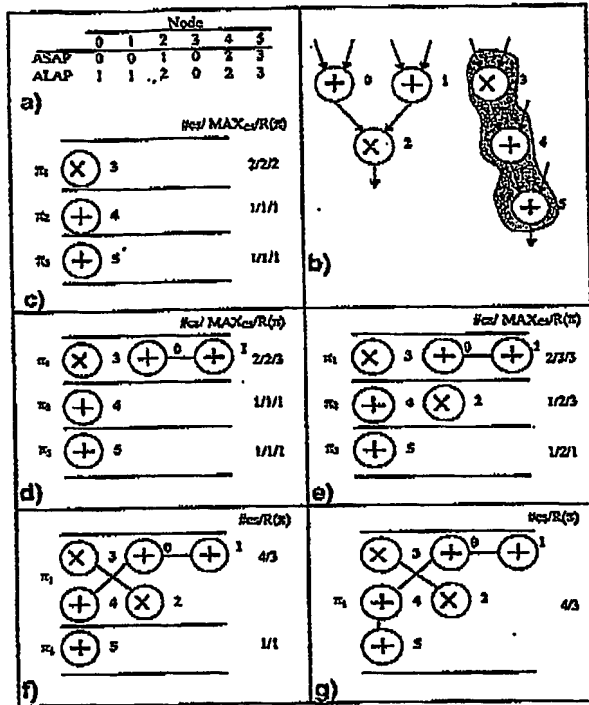 Node
0 1 2 3 4 5
ASAP 0 0 1 0 2 3
ALAP 1 1 2 0 2 3
a)
#cs/ MAXcs/R(π)
π1 × 3 2/2/2
π2 + 4 1/1/1
π3 + 5 1/1/1
c)
+ 0 + 1 × 3
× 2 + 4
+ 5
b)
#cs/ MAXcs/R(π)
π1 × 3 + 0 + 1 2/2/3
π2 + 4 1/1/1
π3 + 5 1/1/1
d)
#cs/ MAXcs/R(π)
π1 × 3 + 0 + 1 2/3/3
π2 + 4 × 2 1/2/3
π3 + 5 1/2/1
e)
#cs/R(π)
× 3 + 0 + 1
π1 4/3
+ 4 × 2
+ 5 1/1
f)
#cs/R(π)
× 3 + 0 + 1
π1 + 4 × 2 4/3
+ 5
g)